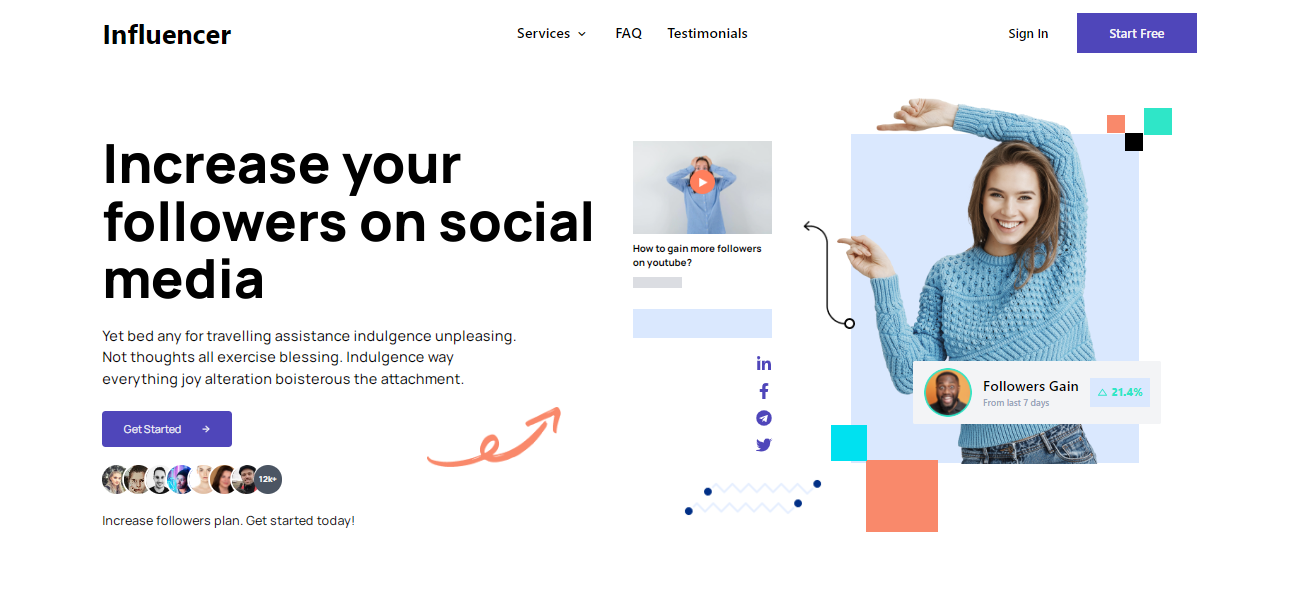 Influencer
Services
FAQ
Testimonials
Sign In
Start Free
Increase your
followers on social
media
Yet bed any for travelling assistance indulgence unpleasing.
Not thoughts all exercise blessing. Indulgence way
everything joy alteration boisterous the attachment.
Get Started
12k+
Increase followers plan. Get started today!
How to gain more followers
on youtube?
in
Followers Gain
From last 7 days
21.4%